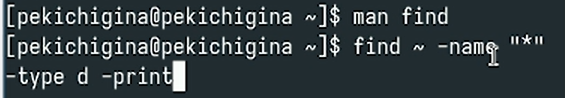 [pekichigina@pekichigina ~]$ man find
[pekichigina@pekichigina ~]$ find ~ -name "*"
-type d -print